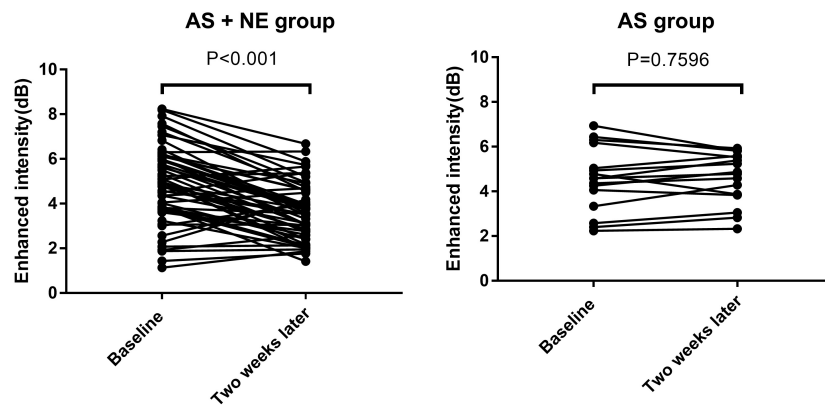 AS + NE group
P<0.001
Enhanced intensity(dB)
10
8
6
4
2
0
Baseline
Two weeks later
AS group
P=0.7596
Enhanced intensity(dB)
10
8
6
4
2
0
Baseline
Two weeks later